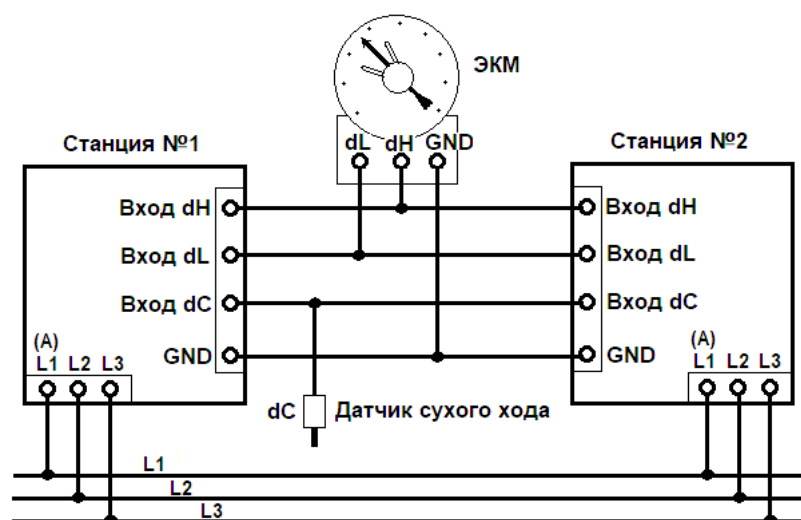 ЭКМ
dL dH GND
Станция №1
Вход dH
Вход dL
Вход dC
GND
(A)
L1 L2 L3
Станция №2
Вход dH
Вход dL
Вход dC
GND
(A)
L1 L2 L3
dC Датчик сухого хода
L1
L2
L3